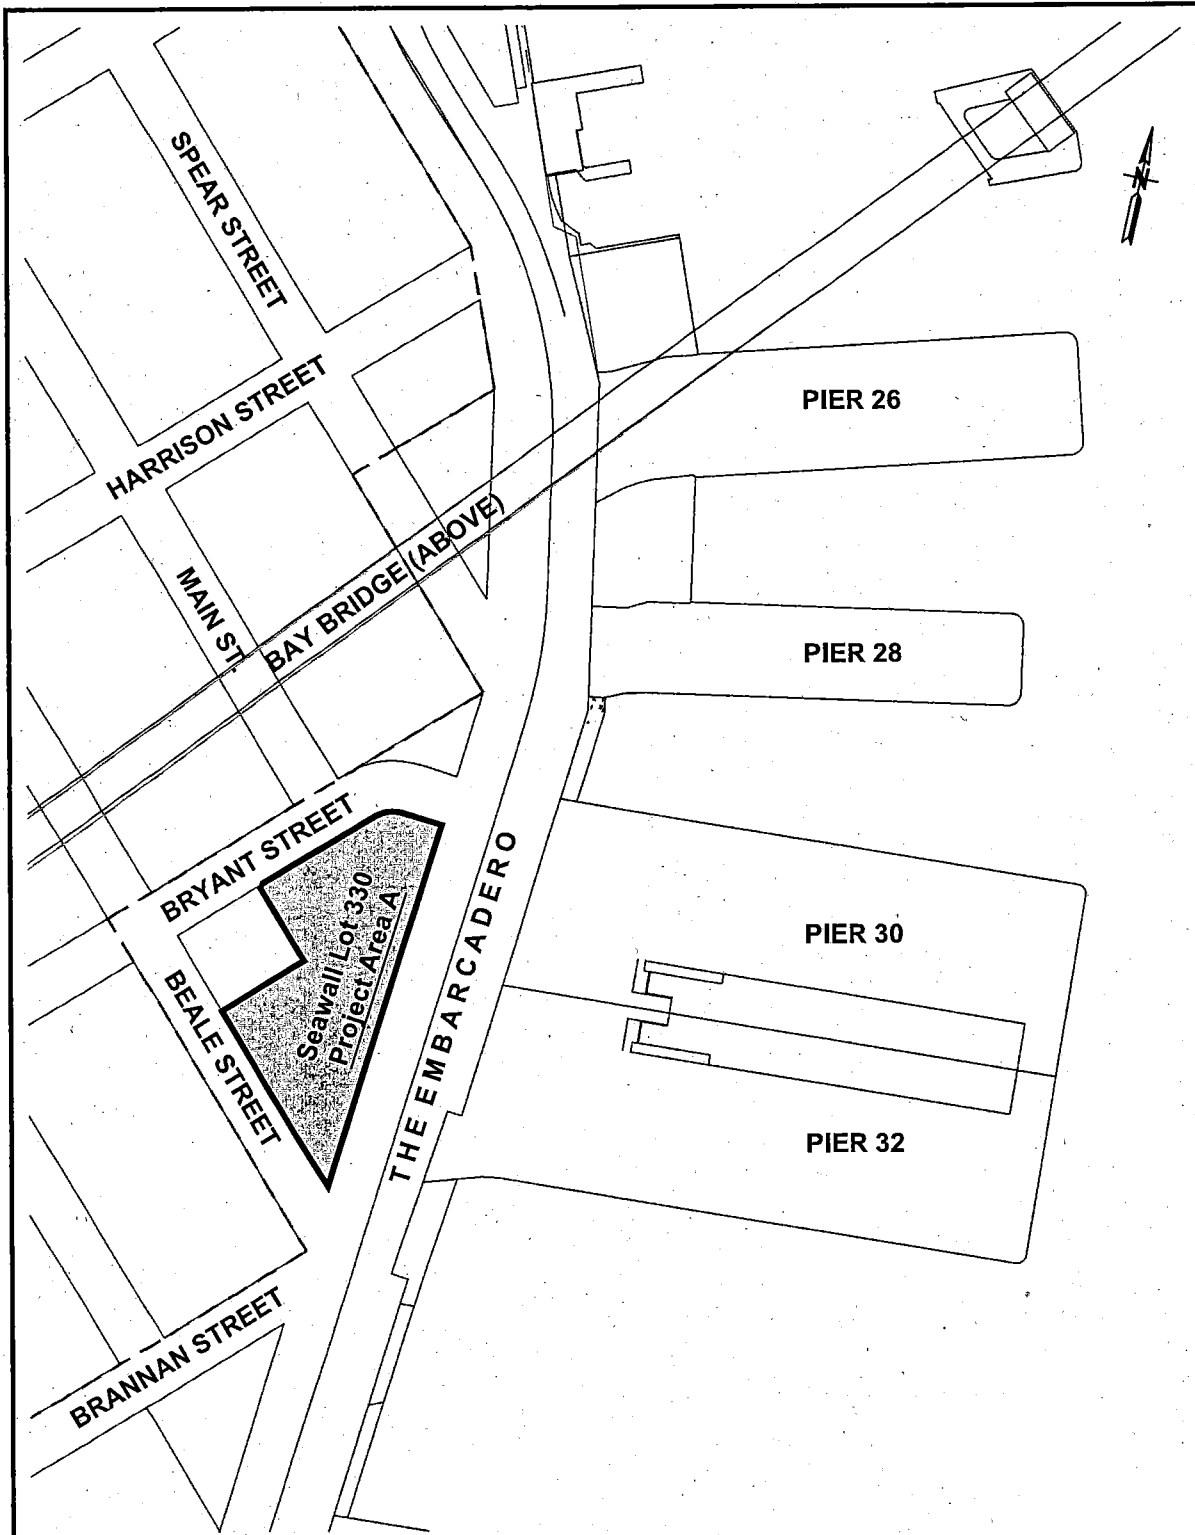 SPEAR STREET
N
HARRISON STREET
PIER 26
MAIN ST.
BAY BRIDGE (ABOVE)
PIER 28
BRYANT STREET
Seawall Lot 330
Project Area A
THE EMBARCADERO
PIER 30
BEALE STREET
PIER 32
BRANNAN STREET